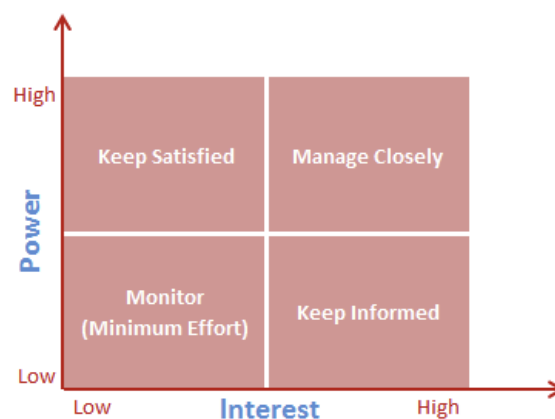 High
Keep Satisfied
Manage Closely
Power
Monitor
(Minimum Effort)
Keep Informed
Low
Low
Interest
High